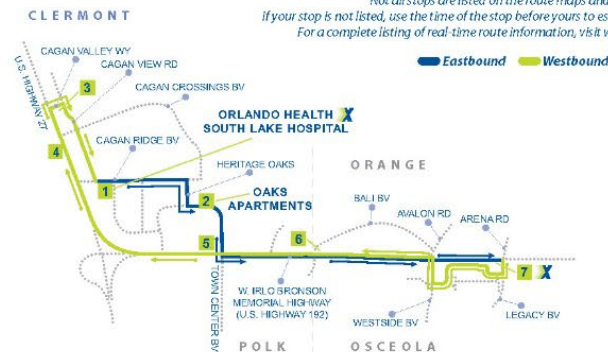 Not all stops are listed on the route maps and
if your stop is not listed, use the time of the stop before yours to es
For a complete listing of real-time route information, visit w
CLERMONT
Eastbound
Westbound
CAGAN VALLEY WY
CAGAN VIEW RD
U.S. HIGHWAY 27
3
CAGAN CROSSINGS BV
ORLANDO HEALTH X
SOUTH LAKE HOSPITAL
CAGAN RIDGE BV
4
HERITAGE OAKS
ORANGE
1
2
OAKS
APARTMENTS
BALI BV
AVALON RD
ARENA RD
5
6
7 X
TOWN CENTER BV
W. IRLO BRONSON
MEMORIAL HIGHWAY
(U.S. HIGHWAY 192)
WESTSIDE BV
LEGACY BV
POLK
OSCEOLA